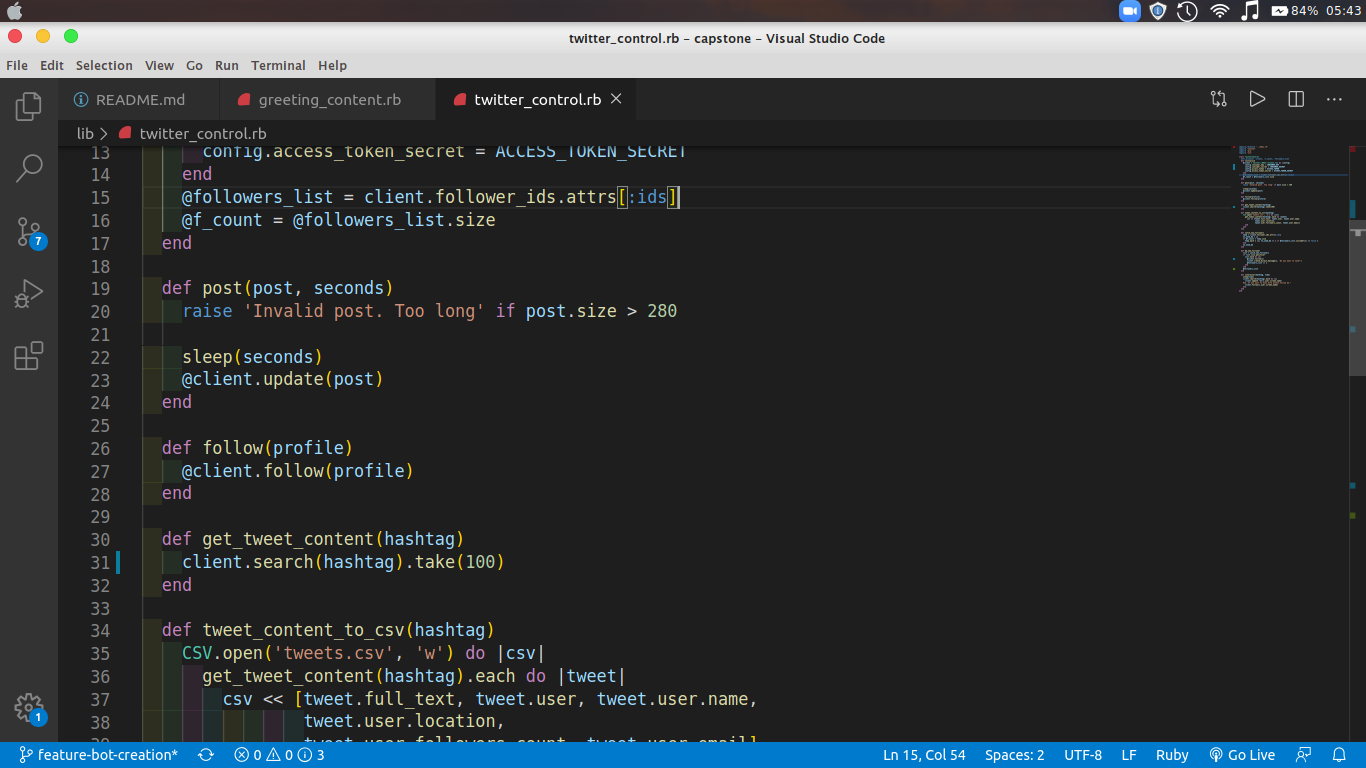 84% 05:43
twitter_control.rb - capstone - Visual Studio Code
File Edit Selection View Go Run Terminal Help
README.md greeting_content.rb twitter_control.rb
lib > twitter_control.rb
13 config.access_token_secret = ACCESS_TOKEN_SECRET
14 end
15 @followers_list = client.follower_ids.attrs[:ids]
16 @f_count = @followers_list.size
17 end
18
19 def post(post, seconds)
20 raise 'Invalid post. Too long' if post.size > 280
21
22 sleep(seconds)
23 @client.update(post)
24 end
25
26 def follow(profile)
27 @client.follow(profile)
28 end
29
30 def get_tweet_content(hashtag)
31 client.search(hashtag).take(100)
32 end
33
34 def tweet_content_to_csv(hashtag)
35 CSV.open('tweets.csv', 'w') do |csv|
36 get_tweet_content(hashtag).each do |tweet|
37 csv << [tweet.full_text, tweet.user, tweet.user.name,
38 tweet.user.location,
39 tweet.user.followers_count, tweet.user.email]
7
1
feature-bot-creation* 0 0 3 Ln 15, Col 54 Spaces: 2 UTF-8 LF Ruby Go Live